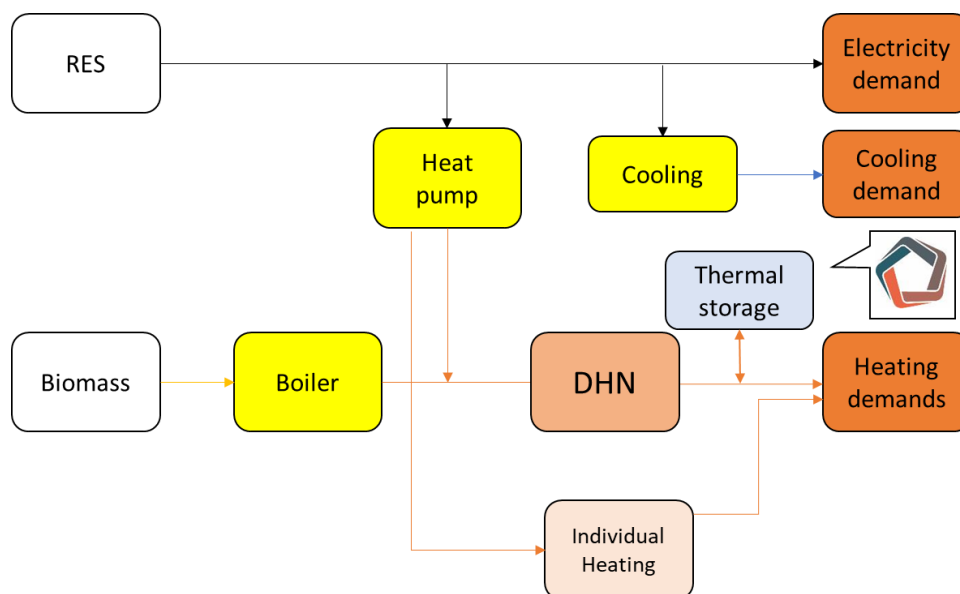 RES
Electricity
demand
Heat
pump
Cooling
Cooling
demand
Thermal
storage
Biomass
Boiler
DHN
Heating
demands
Individual
Heating